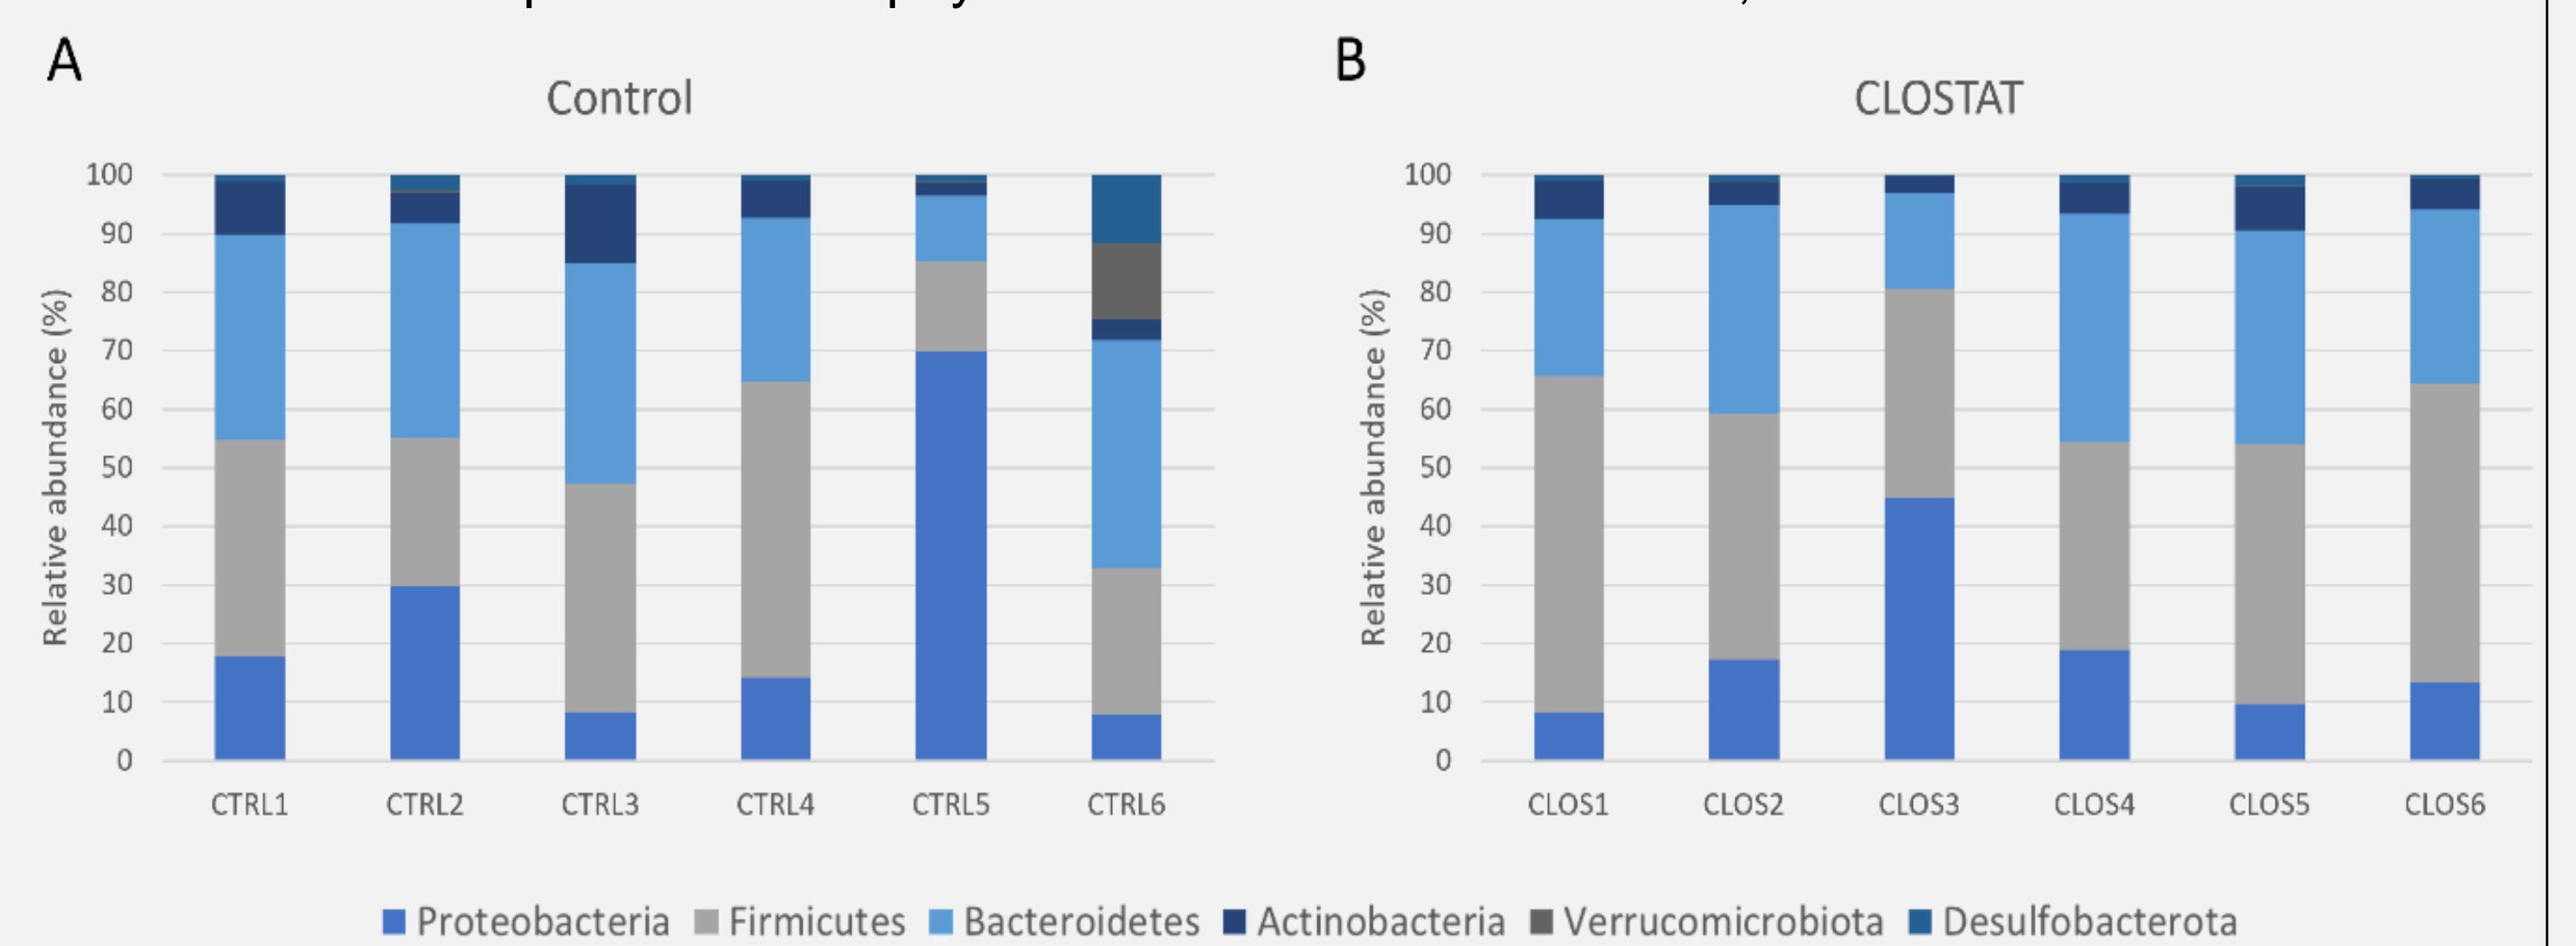 A
Control
100
90
80
70
60
50
40
30
20
10
0
Relative abundance (%)
CTRL1 CTRL2 CTRL3 CTRL4 CTRL5 CTRL6
B
CLOSTAT
100
90
80
70
60
50
40
30
20
10
0
Relative abundance (%)
CLOS1 CLOS2 CLOS3 CLOS4 CLOS5 CLOS6
Proteobacteria Firmicutes Bacteroidetes Actinobacteria Verrucomicrobiota Desulfobacterota